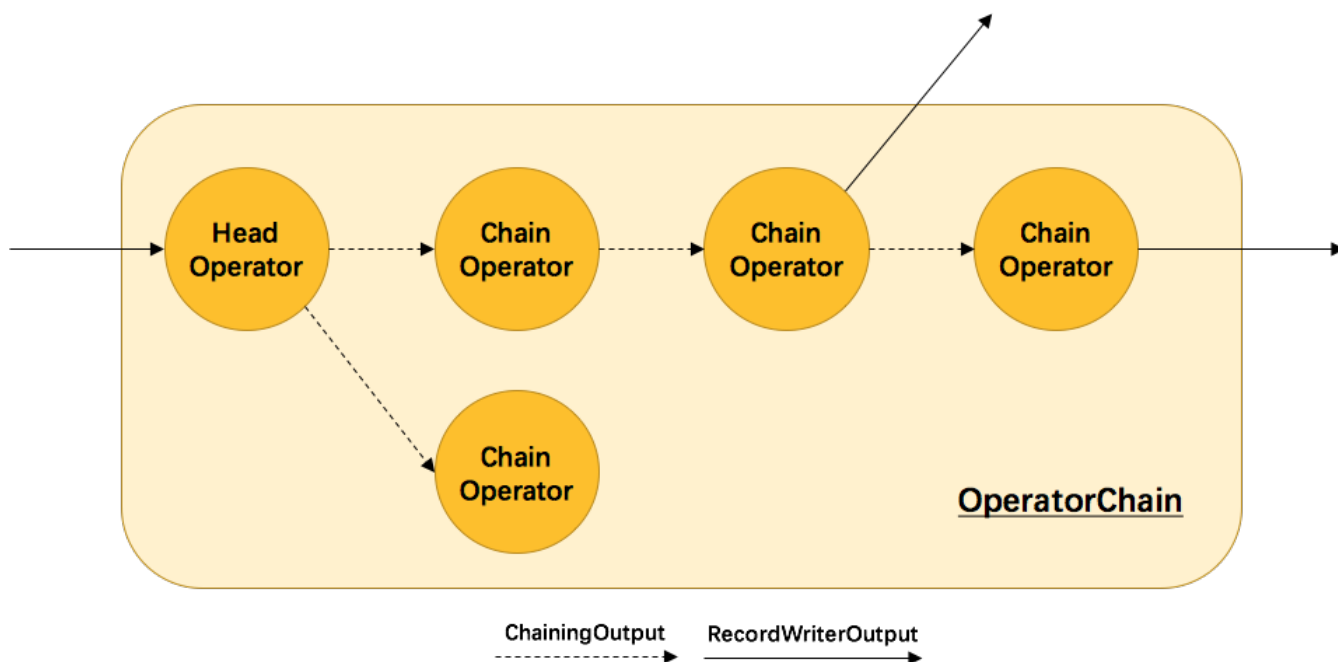 Head
Operator
Chain
Operator
Chain
Operator
Chain
Operator
Chain
Operator
OperatorChain
ChainingOutput
RecordWriterOutput